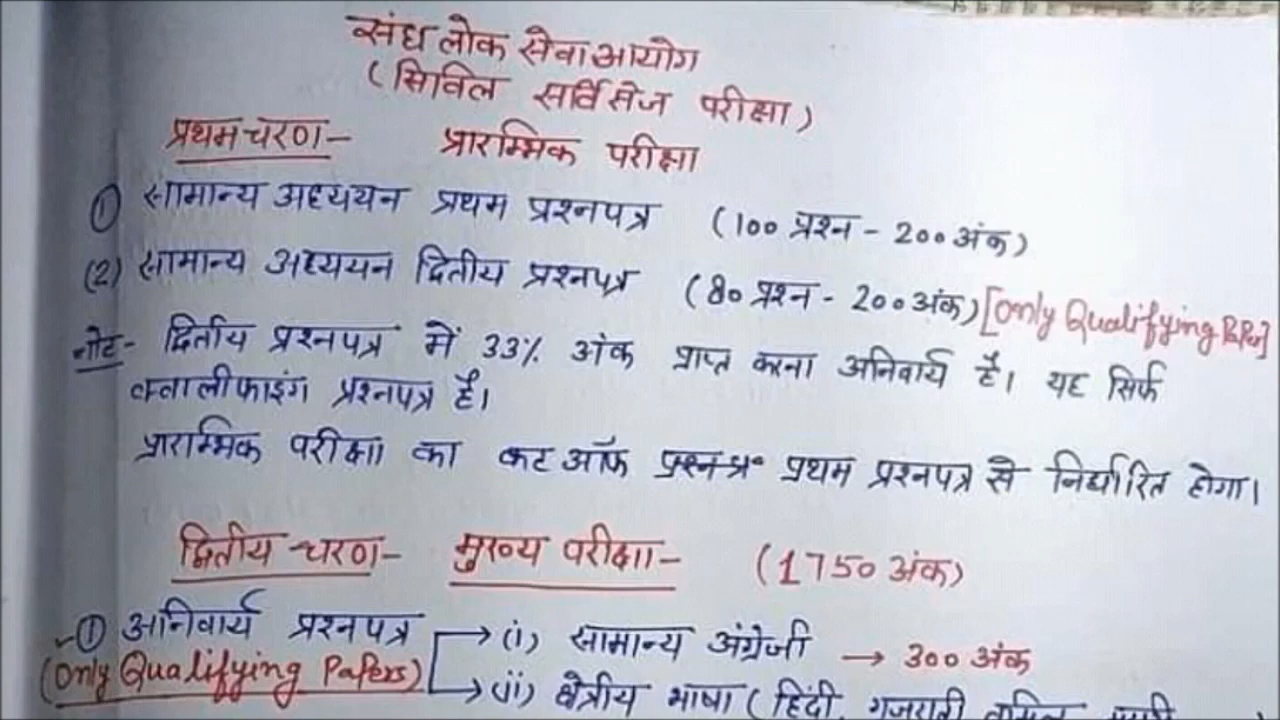 संघ लोक सेवा आयोग
(सिविल सर्विसेज परीक्षा)
प्रथम चरण- प्रारम्भिक परीक्षा
① सामान्य अध्ययन प्रथम प्रश्नपत्र (100 प्रश्न - 200 अंक)
(2) सामान्य अध्ययन द्वितीय प्रश्नपत्र (80 प्रश्न - 200 अंक) [Only Qualifying Paper]
नोट- द्वितीय प्रश्नपत्र में 33% अंक प्राप्त करना अनिवार्य है। यह सिर्फ
क्वालीफाइंग प्रश्नपत्र है।
प्रारम्भिक परीक्षा का कट ऑफ प्रथम प्रश्नपत्र से निर्धारित होगा।
द्वितीय चरण- मुख्य परीक्षा- (1750 अंक)
① अनिवार्य प्रश्नपत्र → (i) सामान्य अंग्रेजी → 300 अंक
(Only Qualifying Papers) → (ii) क्षेत्रीय भाषा ( हिंदी, गुजराती